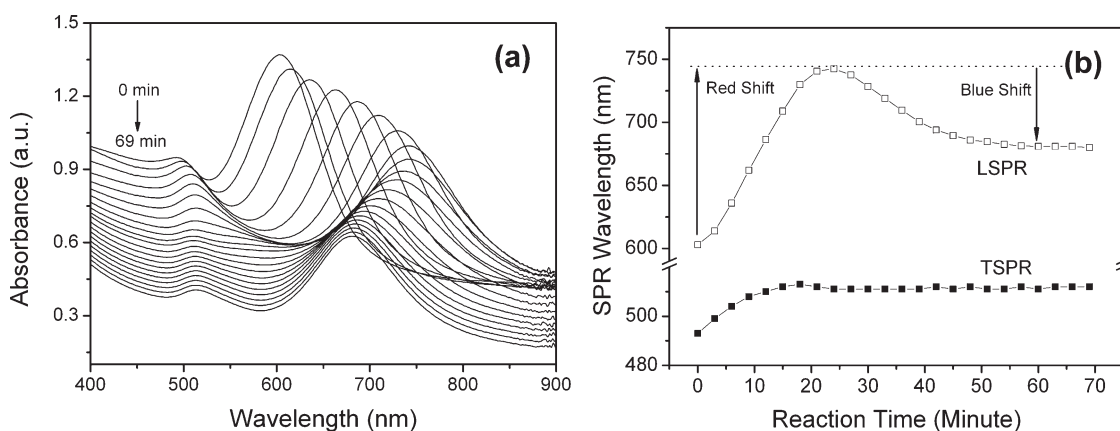 (a)
1.5
1.2
0.9
0.6
0.3
0 min
69 min
Absorbance (a.u.)
400 500 600 700 800 900
Wavelength (nm)
(b)
750
700
650
600
500
480
Red Shift
Blue Shift
LSPR
TSPR
SPR Wavelength (nm)
0 10 20 30 40 50 60 70
Reaction Time (Minute)